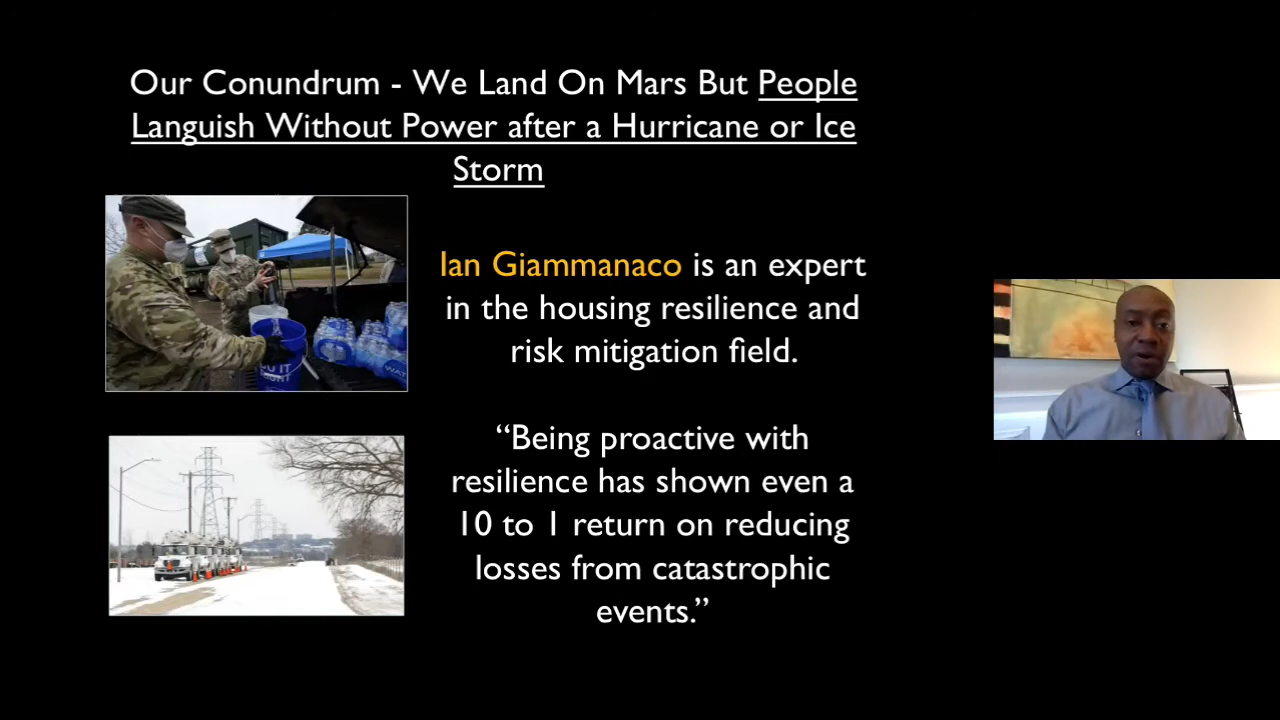 Our Conundrum - We Land On Mars But People
Languish Without Power after a Hurricane or Ice
Storm
Ian Giammanaco is an expert
in the housing resilience and
risk mitigation field.
“Being proactive with
resilience has shown even a
10 to 1 return on reducing
losses from catastrophic
events.”